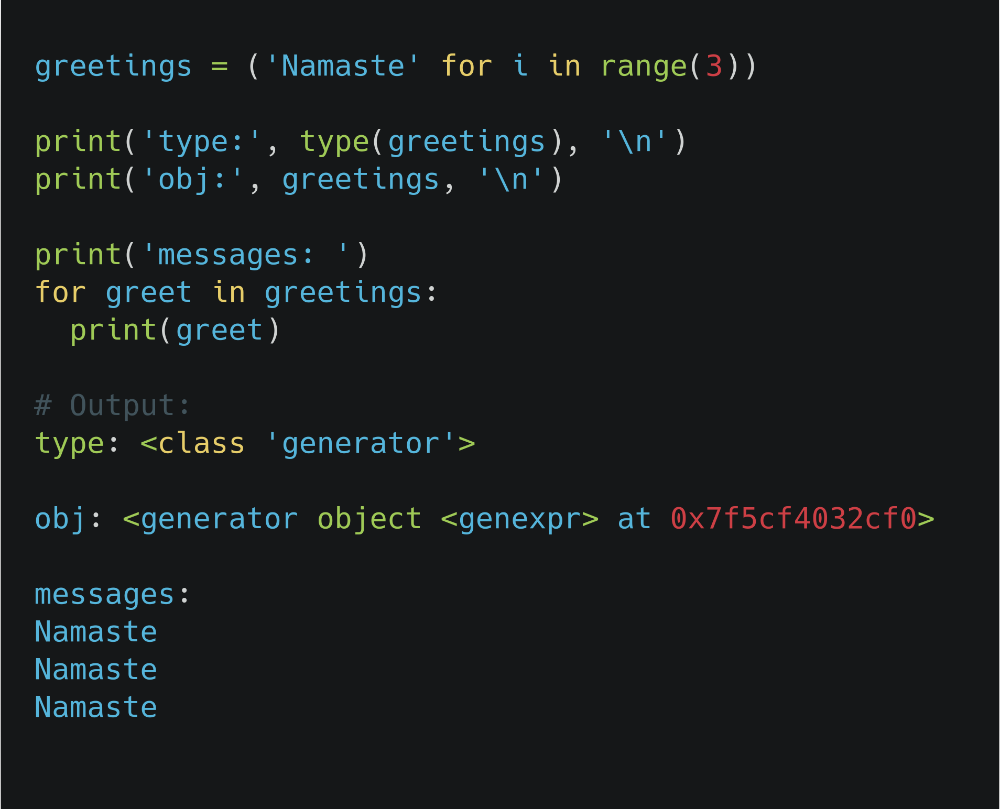 greetings = ('Namaste' for i in range(3))
print('type:', type(greetings), '\n')
print('obj:', greetings, '\n')
print('messages: ')
for greet in greetings:
  print(greet)
# Output:
type: <class 'generator'>
obj: <generator object <genexpr> at 0x7f5cf4032cf0>
messages:
Namaste
Namaste
Namaste